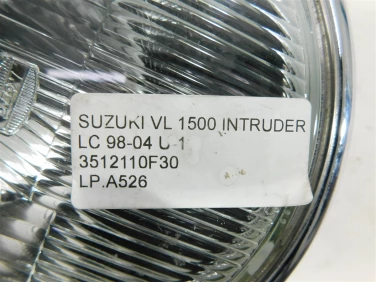 SUZUKI VL 1500 INTRUDER
LC 98-04 U-1
3512110F30
LP.A526